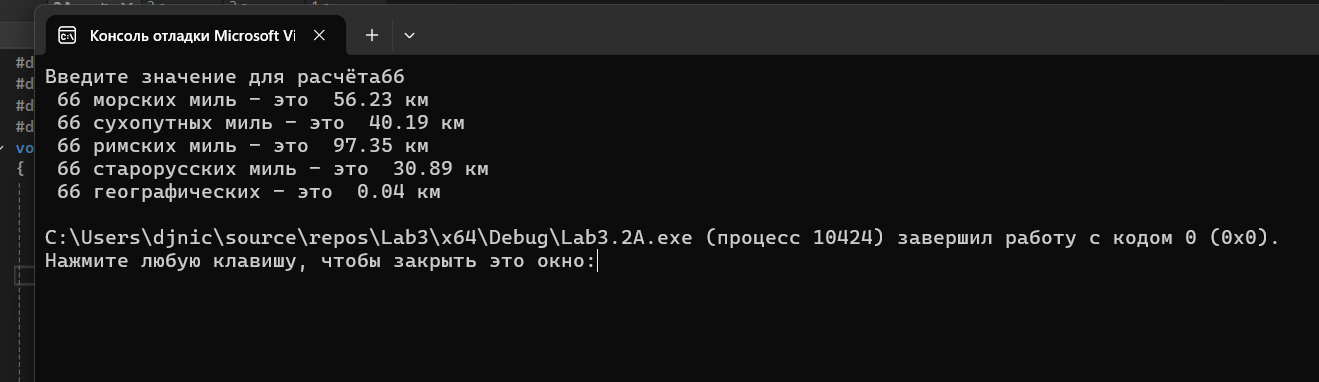 Консоль отладки Microsoft Vi
Введите значение для расчёта66
66 морских миль - это  56.23 км
66 сухопутных миль - это  40.19 км
66 римских миль - это  97.35 км
66 старорусских миль - это  30.89 км
66 географических - это  0.04 км
C:\Users\djnic\source\repos\Lab3\x64\Debug\Lab3.2A.exe (процесс 10424) завершил работу с кодом 0 (0x0).
Нажмите любую клавишу, чтобы закрыть это окно:
#d
#d
#d
#d
vo
{